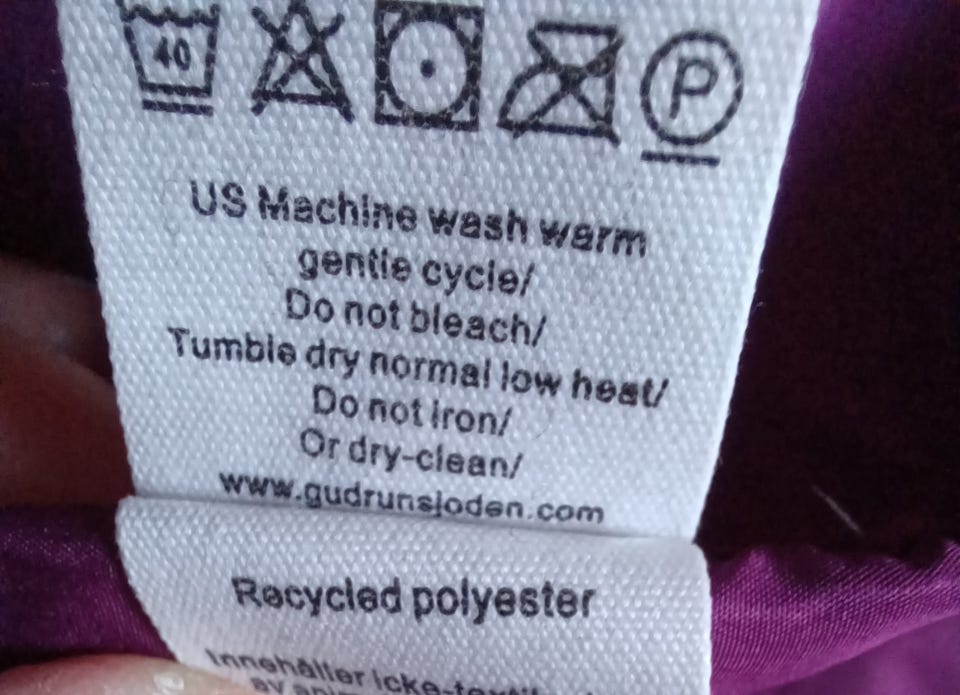 40
P
US Machine wash warm
gentle cycle/
Do not bleach/
Tumble dry normal low heat/
Do not iron/
Or dry-clean/
www.gudrunsjoden.com
Recycled polyester
Innehåller icke-
av